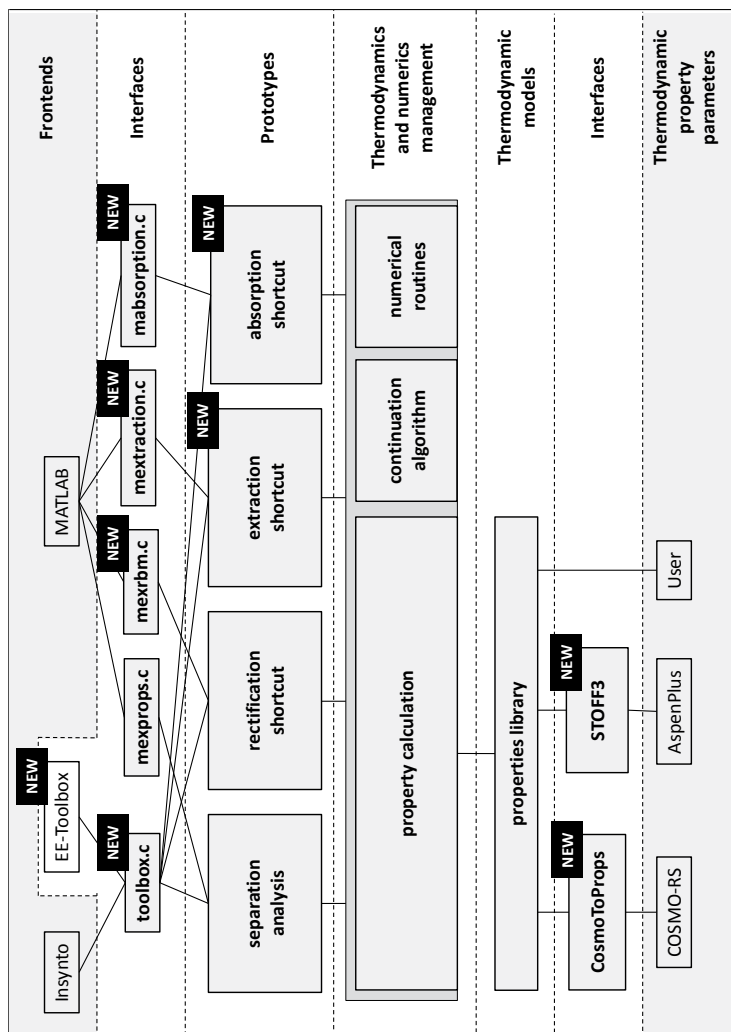 Frontends
Insynto
EE-Toolbox
NEW
MATLAB
Interfaces
toolbox.c
NEW
mexprops.c
mexrbm.c
NEW
mextraction.c
NEW
mabsorption.c
NEW
Prototypes
separation
analysis
rectification
shortcut
extraction
shortcut
NEW
absorption
shortcut
NEW
Thermodynamics
and numerics
management
property calculation
continuation
algorithm
numerical
routines
Thermodynamic
models
properties library
Interfaces
CosmoToProps
NEW
STOFF3
NEW
Thermodynamic
property
parameters
COSMO-RS
AspenPlus
User